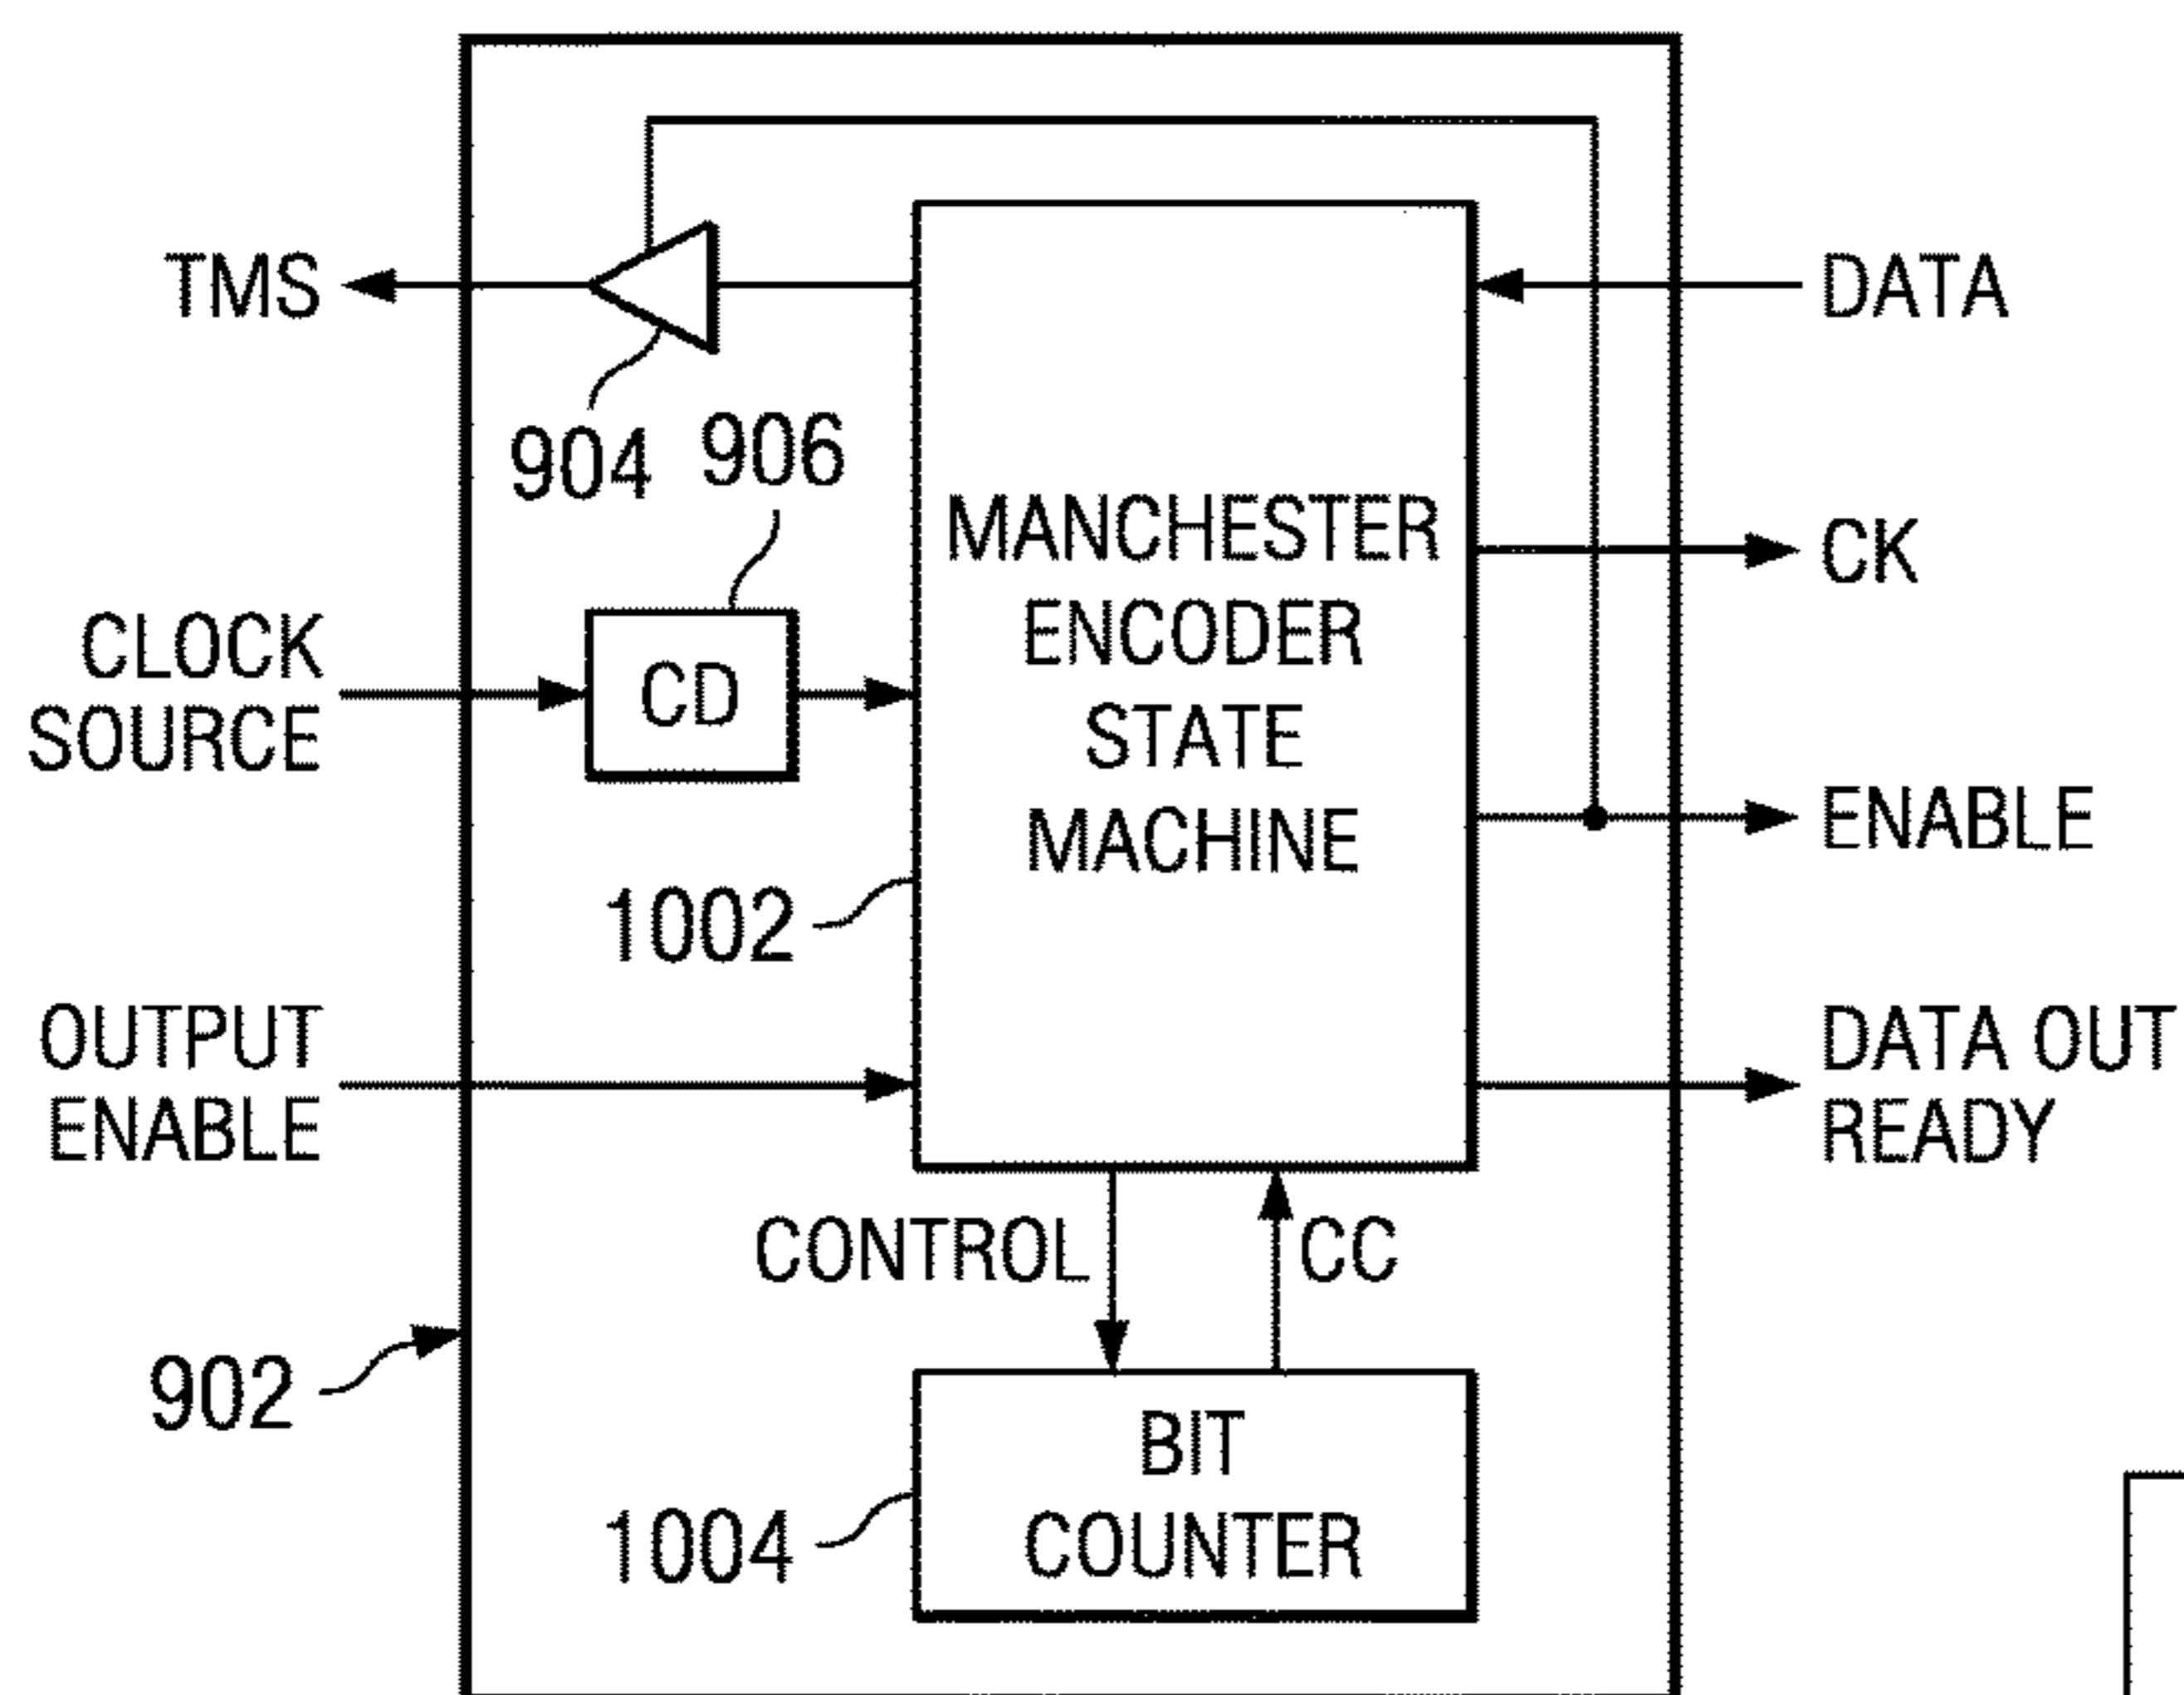 TMS
DATA
904
906
MANCHESTER
ENCODER
STATE
MACHINE
CK
CLOCK
SOURCE
CD
ENABLE
1002
OUTPUT
ENABLE
DATA OUT
READY
CONTROL
CC
902
BIT
COUNTER
1004